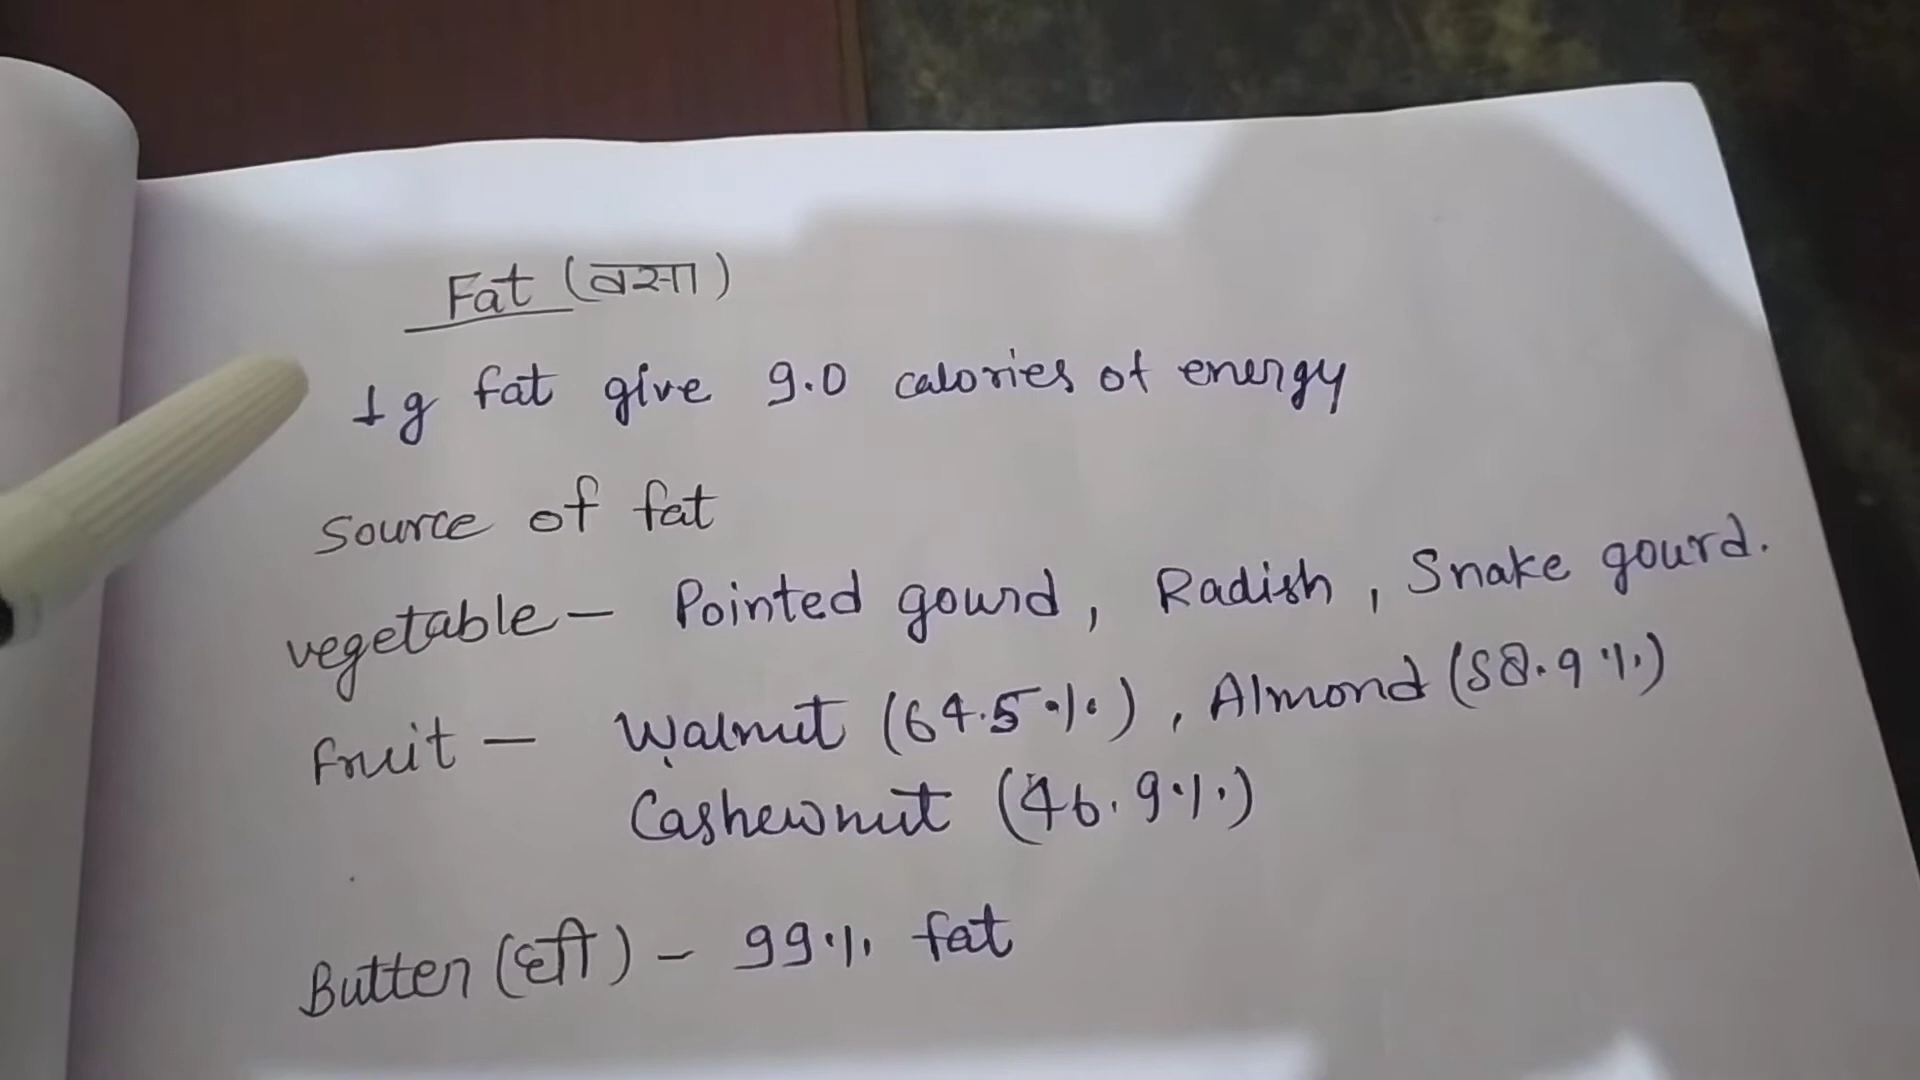 Fat (वसा)
1g fat give 9.0 calories of energy
Source of fat
vegetable - Pointed gourd, Radish, Snake gourd.
fruit - Walnut (64.5%), Almond (58.9%)
Cashewnut (46.9%)
Butter (घी) - 99% fat